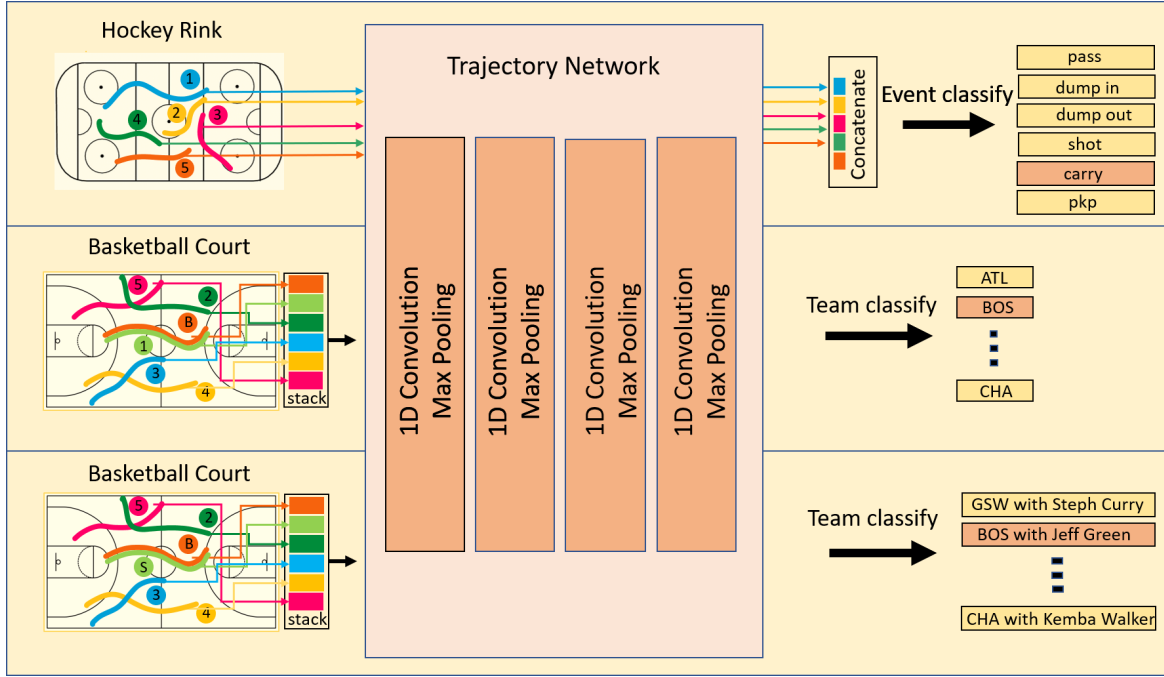 Hockey Rink
1
2
3
4
5
Trajectory Network
1D Convolution
Max Pooling
1D Convolution
Max Pooling
1D Convolution
Max Pooling
1D Convolution
Max Pooling
Concatenate
Event classify
pass
dump in
dump out
shot
carry
pkp
Basketball Court
5
2
B
1
3
4
stack
Team classify
ATL
BOS
CHA
Basketball Court
5
2
B
S
3
4
stack
Team classify
GSW with Steph Curry
BOS with Jeff Green
CHA with Kemba Walker